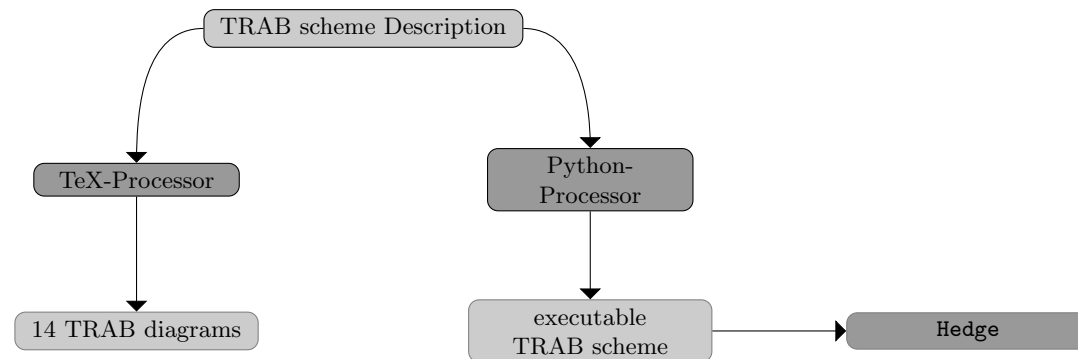 TRAB scheme Description
TeX-Processor
Python-
Processor
14 TRAB diagrams
executable
TRAB scheme
Hedge